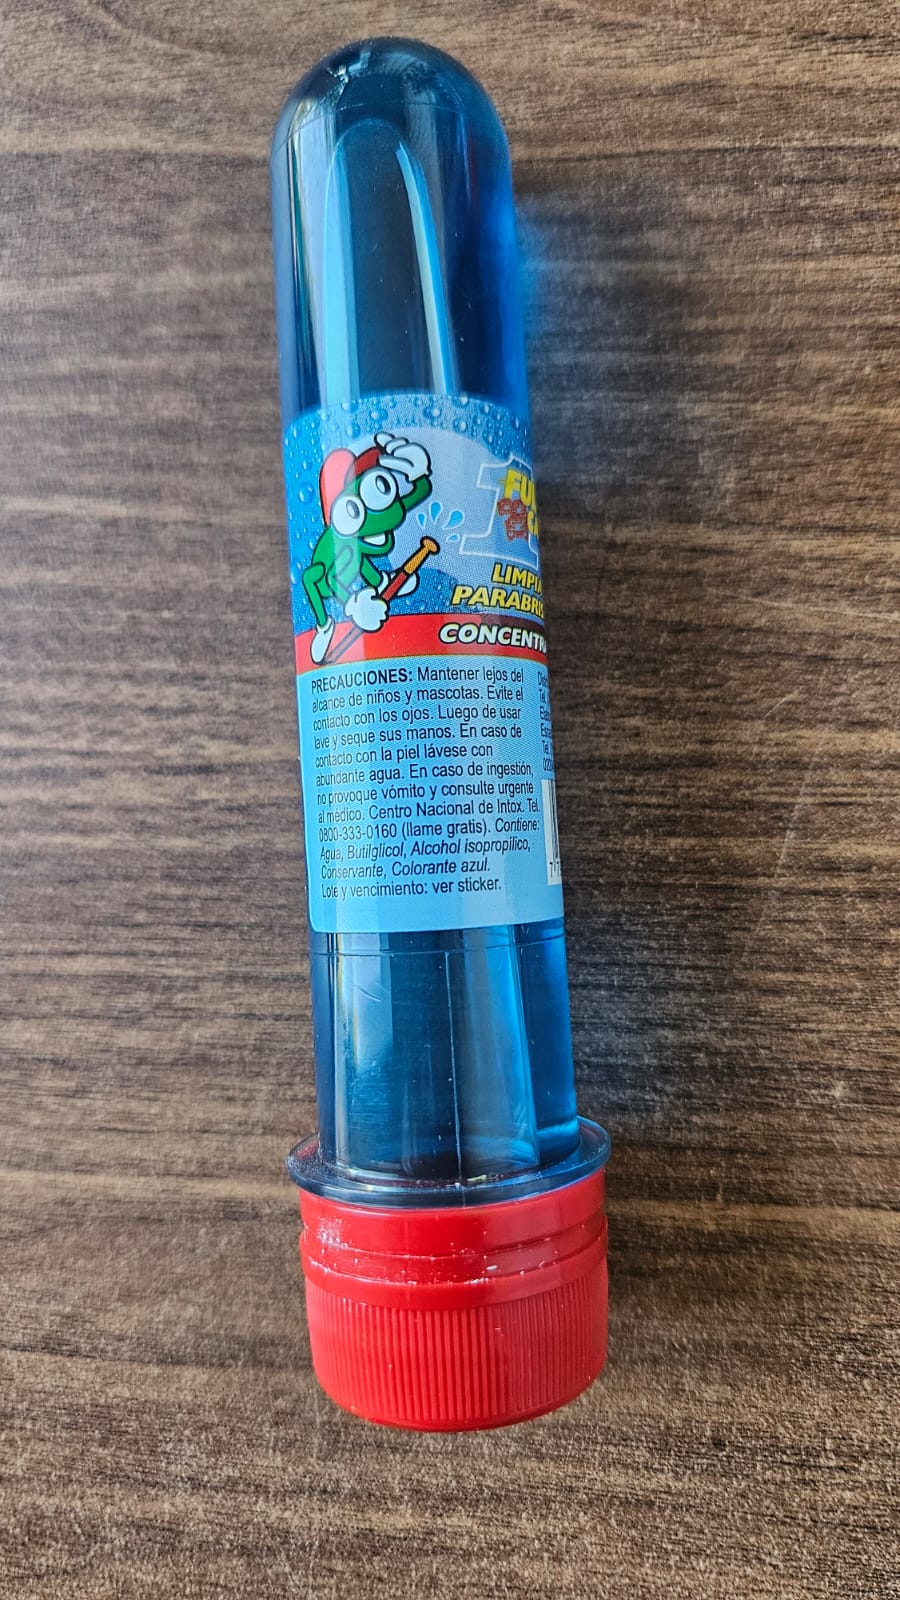 LIMPIA
CONCENTR
PRECAUCIONES: Mantener lejos del
alcance de niños y mascotas. Evite el
contacto con los ojos. Luego de usar
lave y seque sus manos. En caso de
contacto con la piel lávese con
abundante agua. En caso de ingestión,
no provoque vómito y consulte urgente
al médico. Centro Nacional de Intox. Tel.
0800-333-0160 (llame gratis). Contiene:
Agua, Butilglicol, Alcohol isopropílico,
Conservante, Colorante azul.
Lote y vencimiento: ver sticker.